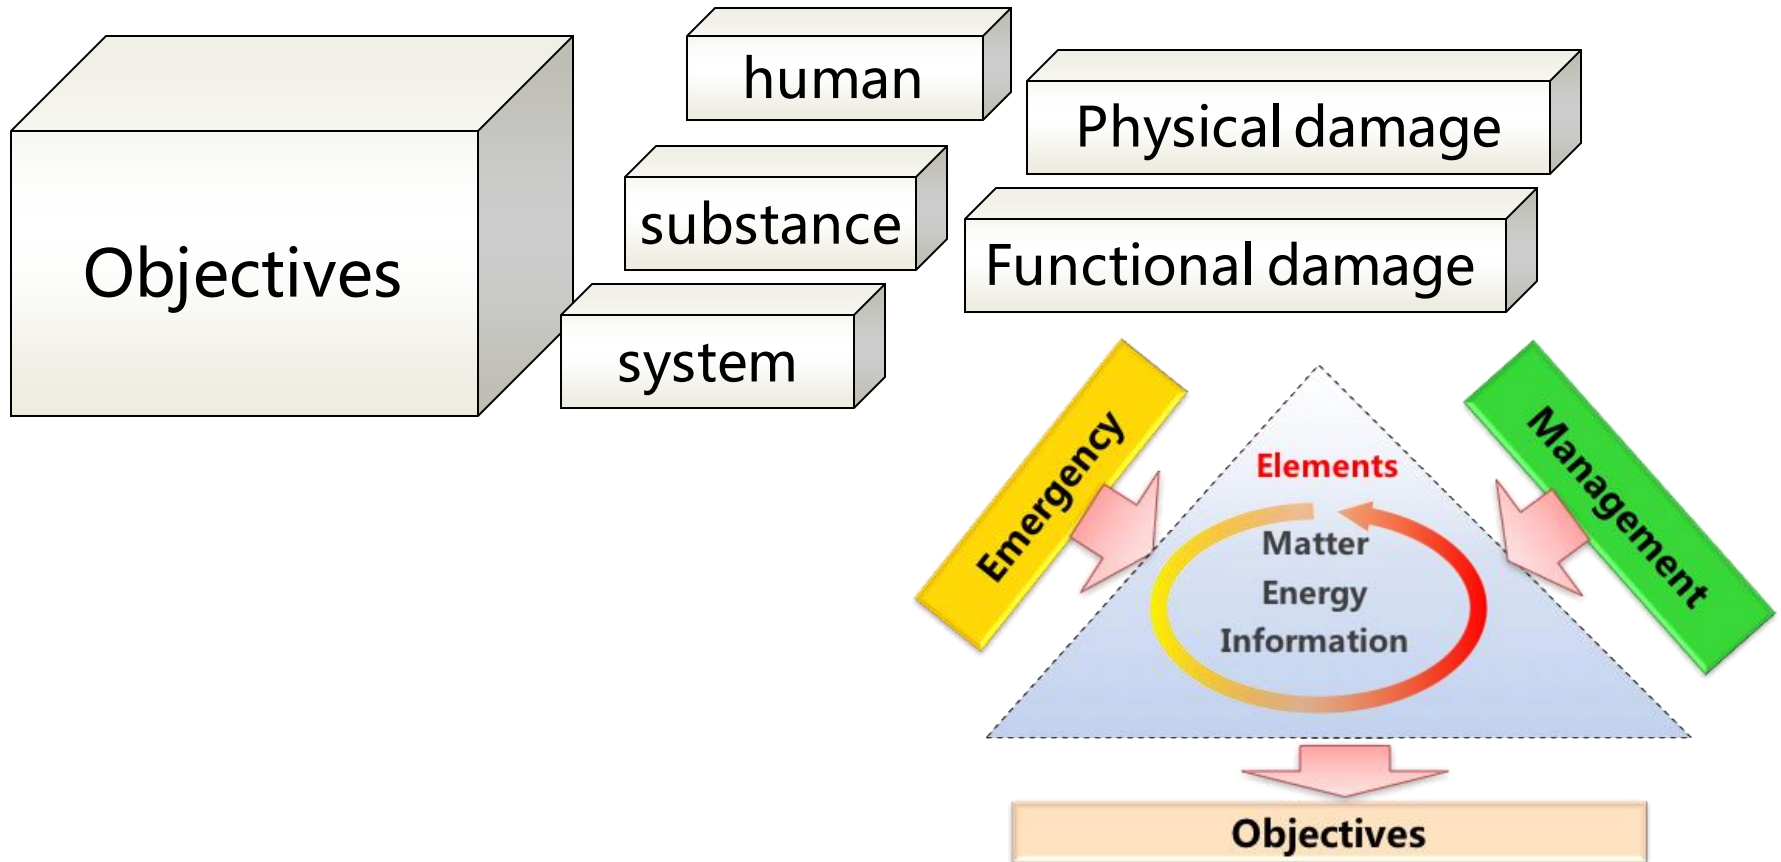 Objectives
human
substance
system
Physical damage
Functional damage
Emergency
Management
Elements
Matter
Energy
Information
Objectives